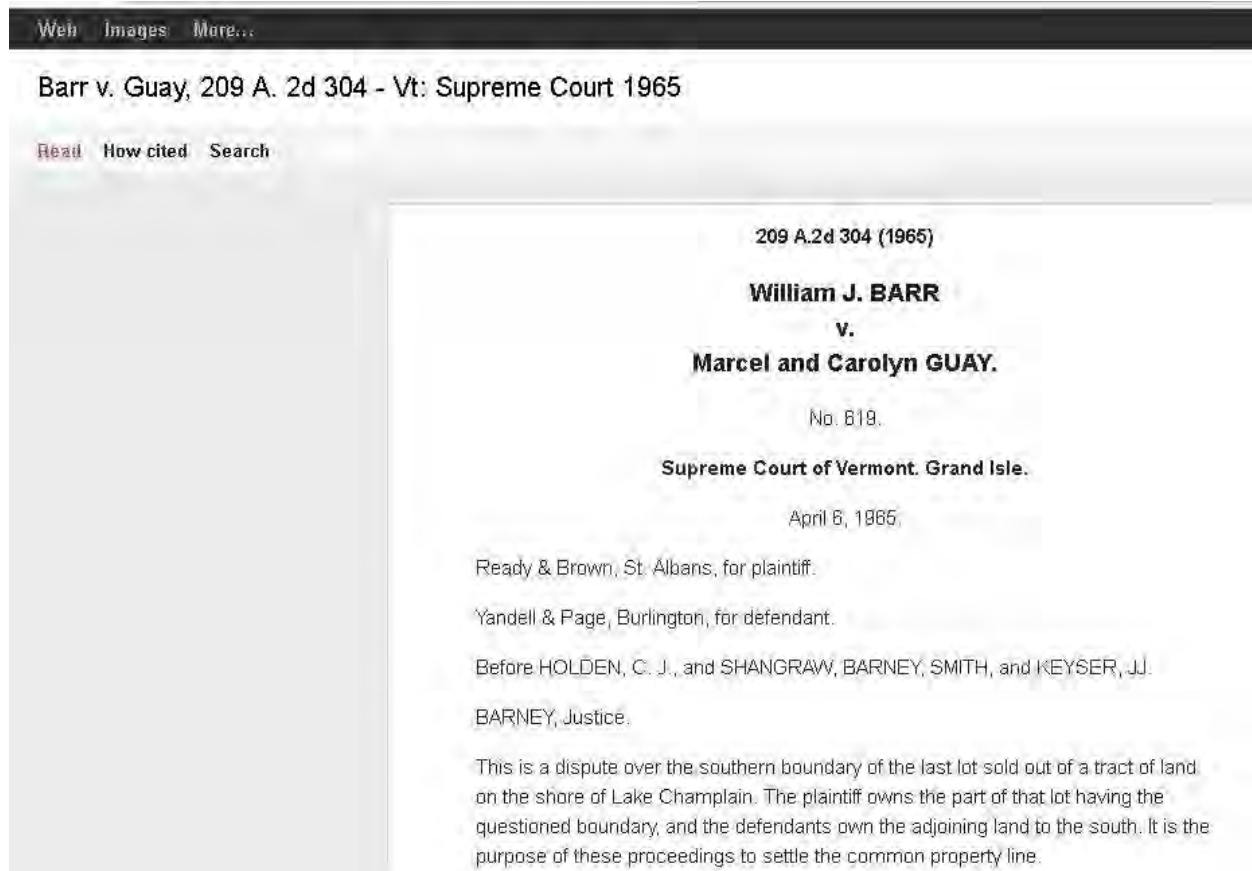 Web Images More...
Barr v. Guay, 209 A. 2d 304 - Vt: Supreme Court 1965
Read How cited Search
209 A.2d 304 (1965)
William J. BARR
v.
Marcel and Carolyn GUAY.
No. 619.
Supreme Court of Vermont. Grand Isle.
April 6, 1965.
Ready & Brown, St. Albans, for plaintiff.
Yandell & Page, Burlington, for defendant.
Before HOLDEN, C. J., and SHANGRAW, BARNEY, SMITH, and KEYSER, JJ.
BARNEY, Justice.
This is a dispute over the southern boundary of the last lot sold out of a tract of land
on the shore of Lake Champlain. The plaintiff owns the part of that lot having the
questioned boundary, and the defendants own the adjoining land to the south. It is the
purpose of these proceedings to settle the common property line.